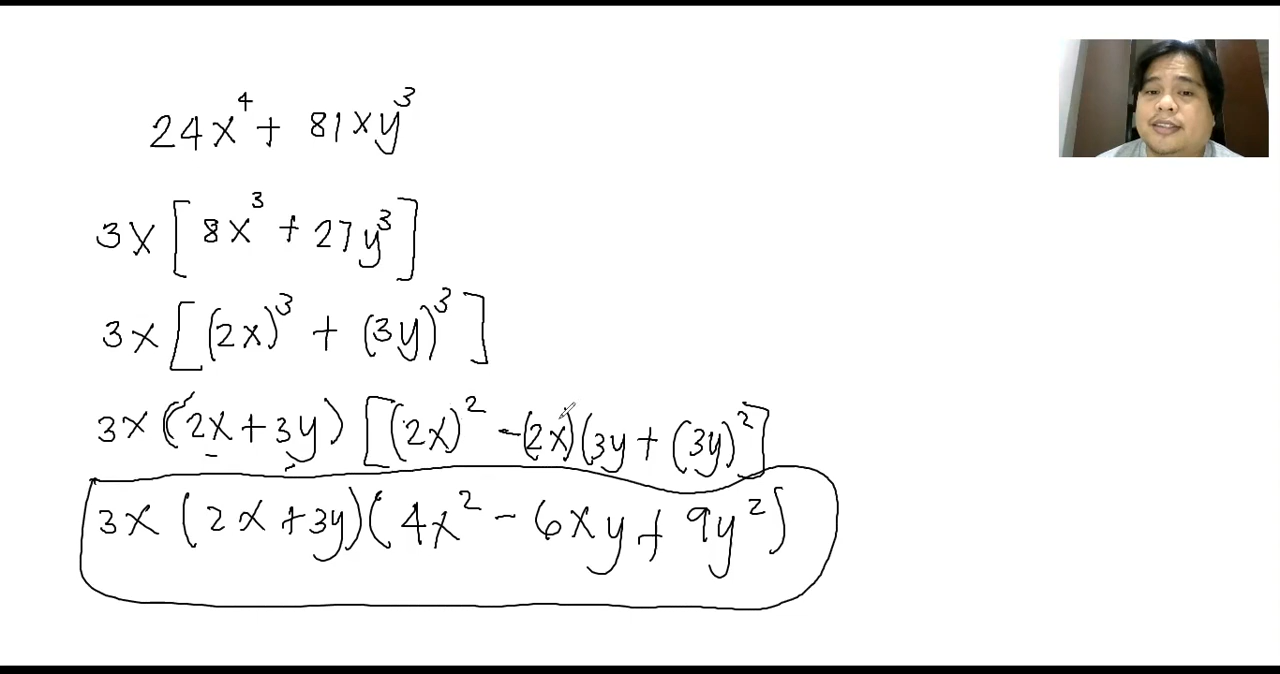 24x⁴ + 81xy³
3x [8x³ + 27y³]
3x [(2x)³ + (3y)³]
3x (2x + 3y) [(2x)² - (2x)(3y + (3y)²]
3x (2x + 3y)(4x² - 6xy + 9y²)